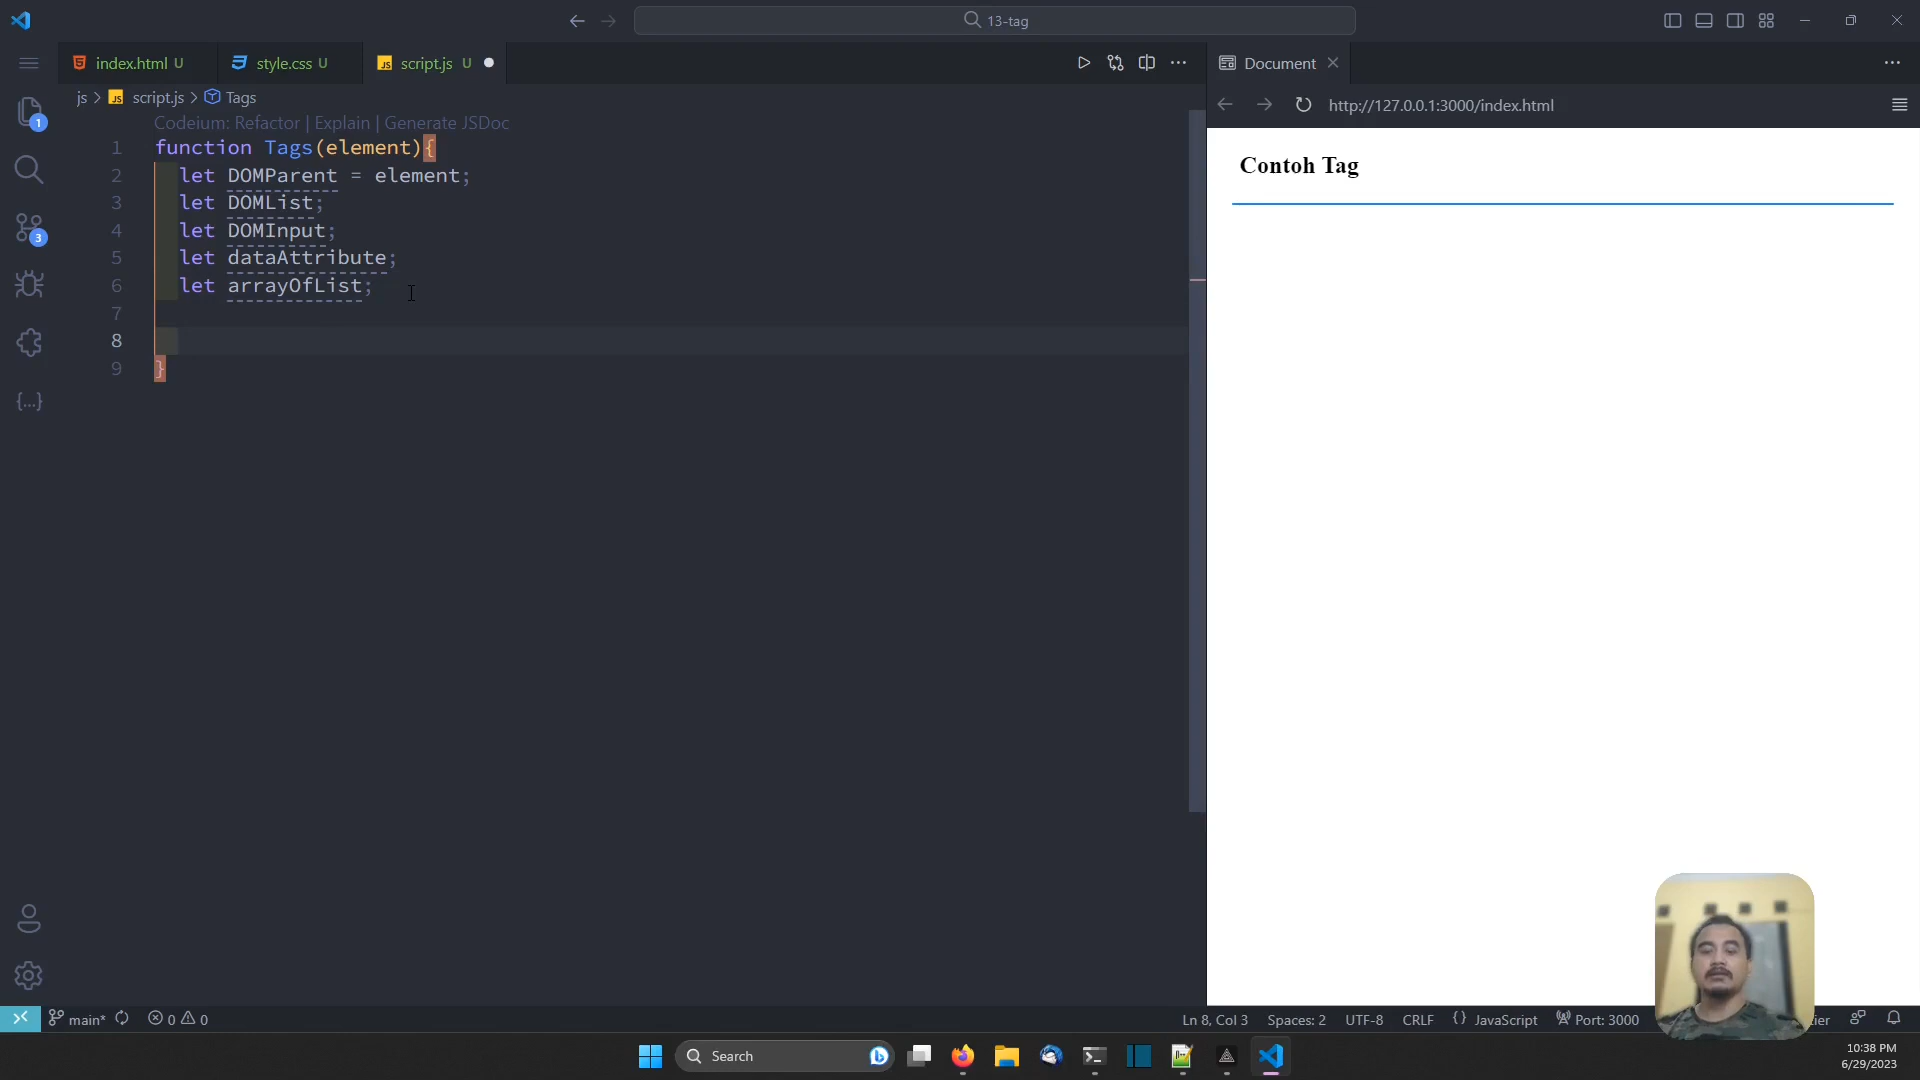 13-tag
index.html U
style.css U
script.js U
Document
js > JS script.js > Tags
http://127.0.0.1:3000/index.html
Codeium: Refactor | Explain | Generate JSDoc
1 function Tags(element){
2 let DOMParent = element;
3 let DOMList;
4 let DOMInput;
5 let dataAttribute;
6 let arrayOfList;
7
8
9 }
Contoh Tag
1
3
main*
0 0
Ln 8, Col 3
Spaces: 2
UTF-8
CRLF
{ } JavaScript
Port: 3000
Search
10:38 PM
6/29/2023